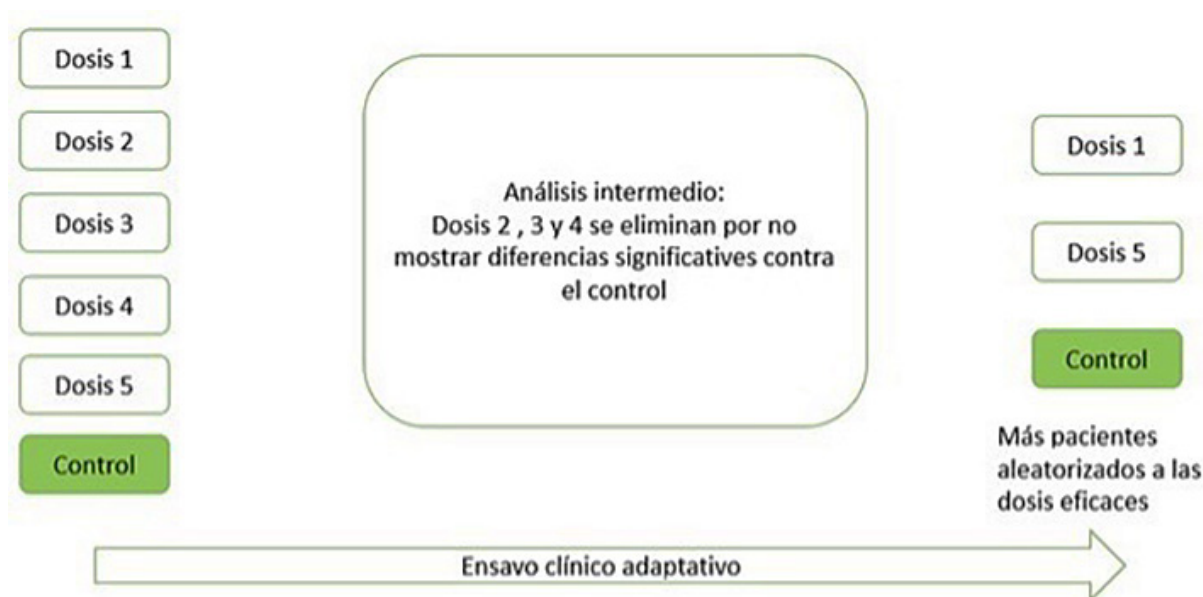 Dosis 1
Dosis 2
Dosis 3
Dosis 4
Dosis 5
Control
Análisis intermedio:
Dosis 2 , 3 y 4 se eliminan por no
mostrar diferencias significatives contra
el control
Dosis 1
Dosis 5
Control
Más pacientes
aleatorizados a las
dosis eficaces
Ensavo clínico adaptativo